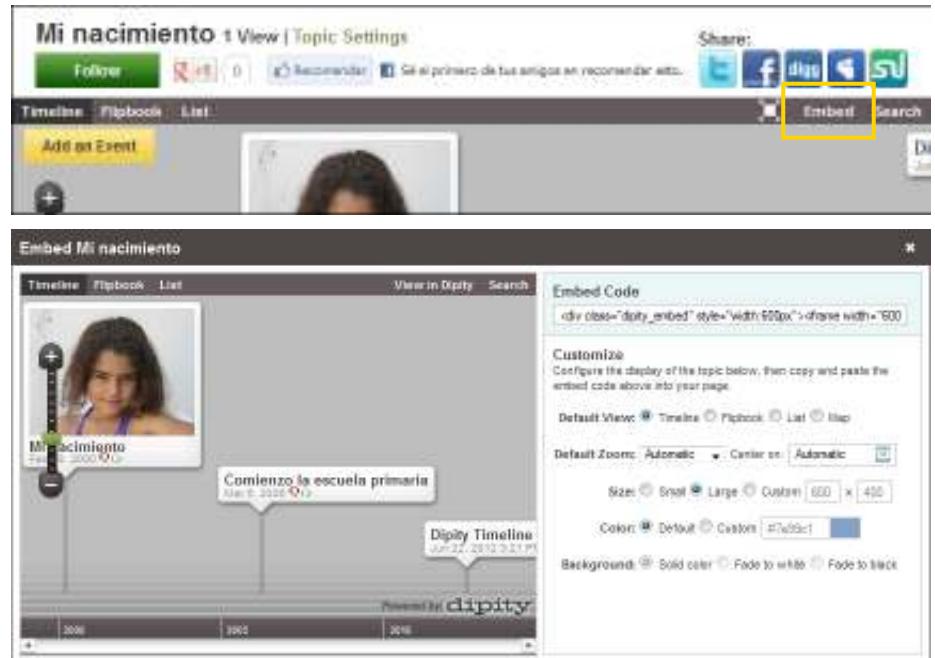 Mi nacimiento 1 View | Topic Settings
Share:
Follow +1 0 Recomendar Sé el primero de tus amigos en recomendar esto.
digg
Timeline Flipbook List Embed Search
Add an Event
Embed Mi nacimiento
Timeline Flipbook List View in Dipity Search
Mi nacimiento
Comienzo la escuela primaria
Dipity Timeline
Powered by dipity
2000 2005 2010
Embed Code
<div class="dipity_embed" style="width:600px"><iframe width="600
Customize
Configure the display of the topic below, then copy and paste the
embed code above into your page.
Default View: Timeline Flipbook List Map
Default Zoom: Automatic Center on: Automatic
Size: Small Large Custom 600 x 400
Color: Default Custom
Background: Solid color Fade to white Fade to black